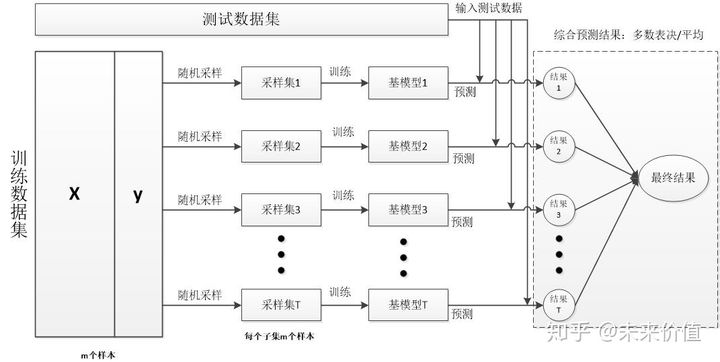 测试数据集
输入测试数据
综合预测结果：多数表决/平均
训练数据集
X
y
随机采样
采样集1
训练
基模型1
预测
结果
1
随机采样
采样集2
训练
基模型2
预测
结果
2
最终结果
随机采样
采样集3
训练
基模型3
预测
结果
3
随机采样
采样集T
训练
基模型T
预测
结果
T
m个样本
每个子集m个样本
知乎 @未来价值